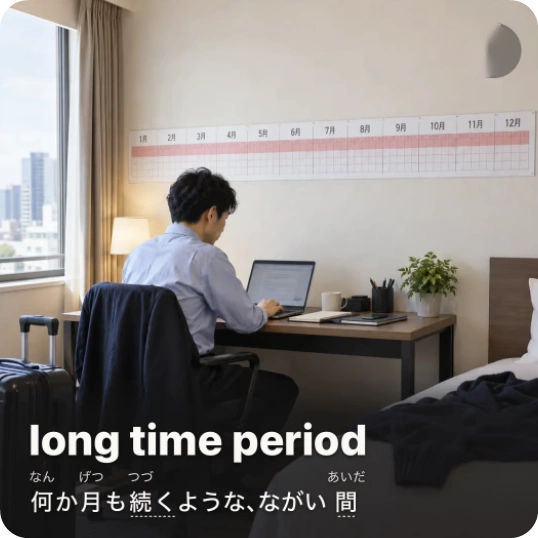 1月 2月 3月 4月 5月 6月 7月 8月 9月 10月 11月 12月
long time period
なん げつ つづ あいだ
何か月も続くような、ながい 間